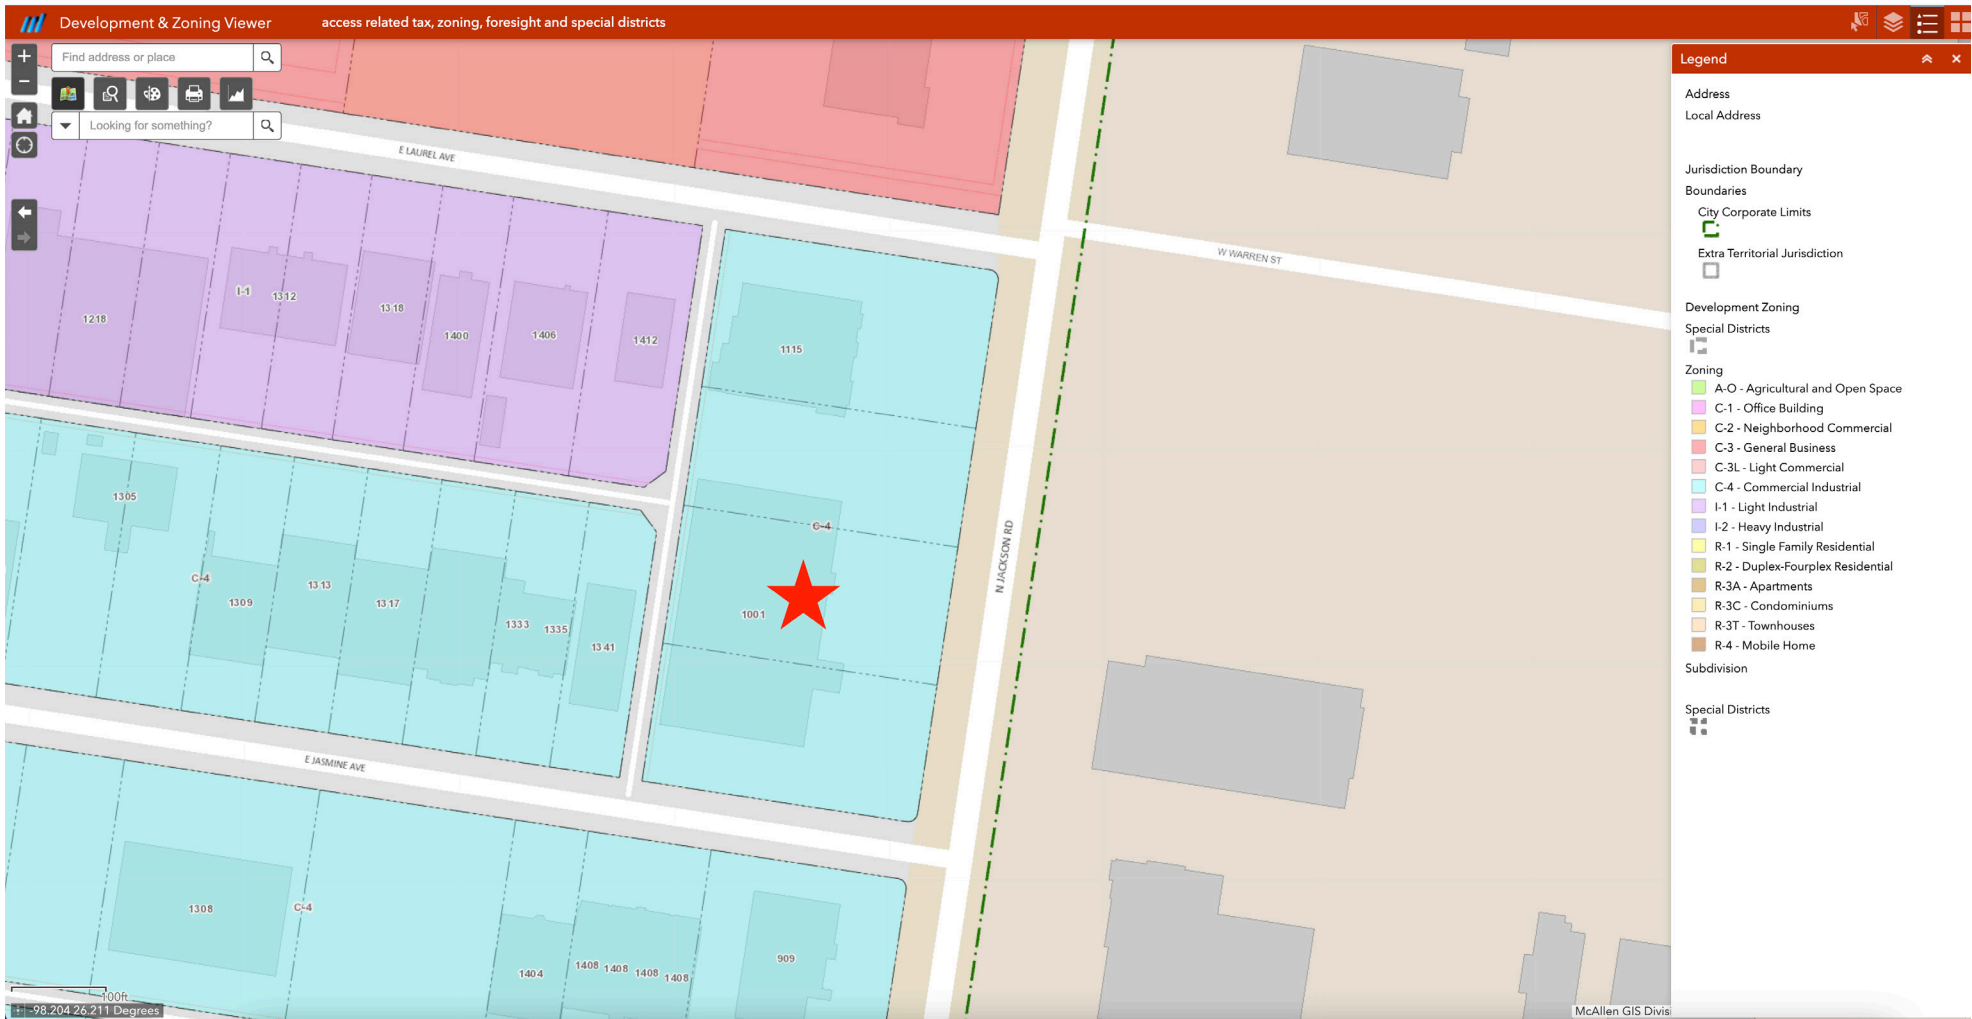 Development & Zoning Viewer
access related tax, zoning, foresight and special districts
Find address or place
Looking for something?
E LAUREL AVE
W WARREN ST
I-1
1218
1312
1318
1400
1406
1412
1115
1305
C-4
1309
1313
1317
1333
1335
1341
C-4
1001
N JACKSON RD
E JASMINE AVE
1308
C-4
1404
1408
1408
1408
1408
909
100ft
-98.204 26.211 Degrees
McAllen GIS Divis
Legend
Address
Local Address
Jurisdiction Boundary
Boundaries
City Corporate Limits
Extra Territorial Jurisdiction
Development Zoning
Special Districts
Zoning
A-O - Agricultural and Open Space
C-1 - Office Building
C-2 - Neighborhood Commercial
C-3 - General Business
C-3L - Light Commercial
C-4 - Commercial Industrial
I-1 - Light Industrial
I-2 - Heavy Industrial
R-1 - Single Family Residential
R-2 - Duplex-Fourplex Residential
R-3A - Apartments
R-3C - Condominiums
R-3T - Townhouses
R-4 - Mobile Home
Subdivision
Special Districts